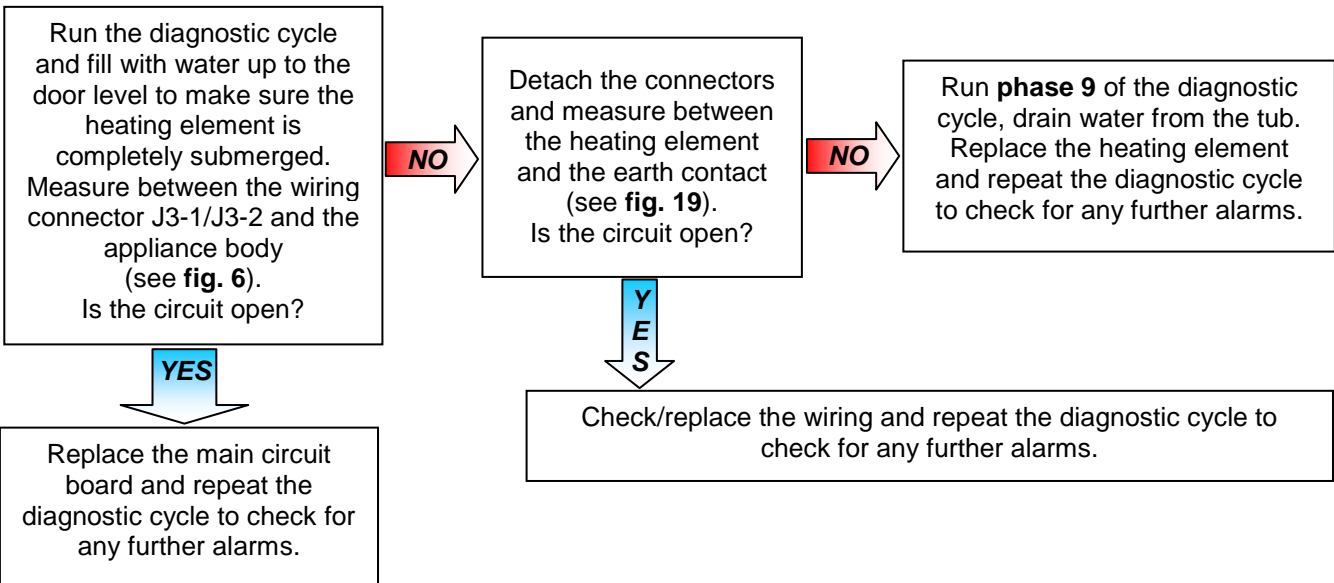 Run the diagnostic cycle
and fill with water up to the
door level to make sure the
heating element is
completely submerged.
Measure between the wiring
connector J3-1/J3-2 and the
appliance body
(see fig. 6).
Is the circuit open?
NO
Detach the connectors
and measure between
the heating element
and the earth contact
(see fig. 19).
Is the circuit open?
NO
Run phase 9 of the diagnostic
cycle, drain water from the tub.
Replace the heating element
and repeat the diagnostic cycle
to check for any further alarms.
YES
Y
E
S
Check/replace the wiring and repeat the diagnostic cycle to
check for any further alarms.
Replace the main circuit
board and repeat the
diagnostic cycle to check for
any further alarms.